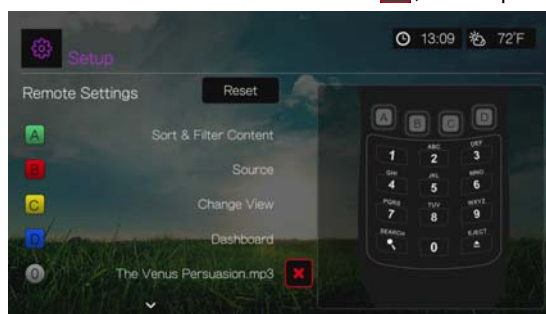 13:09 72°F
Setup
Remote Settings Reset
A Sort & Filter Content
B Source
C Change View
D Dashboard
0 The Venus Persuasion.mp3
A B C D
ABC DEF
1 2 3
GHI JKL MNO
4 5 6
PQRS TUV WXYZ
7 8 9
SEARCH EJECT
0